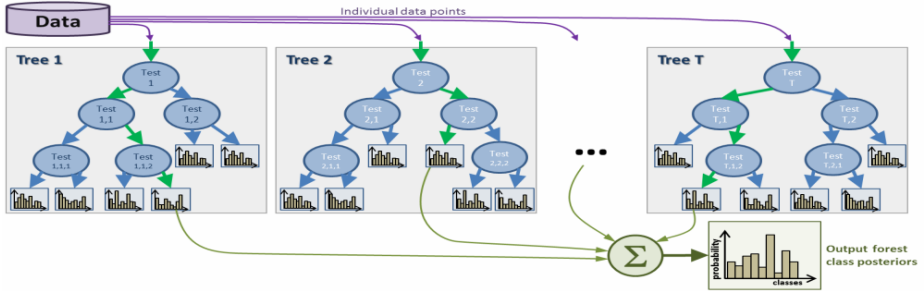 Data
Individual data points
Tree 1
Test
1
Test
1,1
Test
1,2
Test
1,1,1
Test
1,1,2
Tree 2
Test
2
Test
2,1
Test
2,2
Test
2,1,1
Test
2,2,2
...
Tree T
Test
T
Test
T,1
Test
T,2
Test
T,1,2
Test
T,2,1
Σ
probability
classes
Output forest
class posteriors